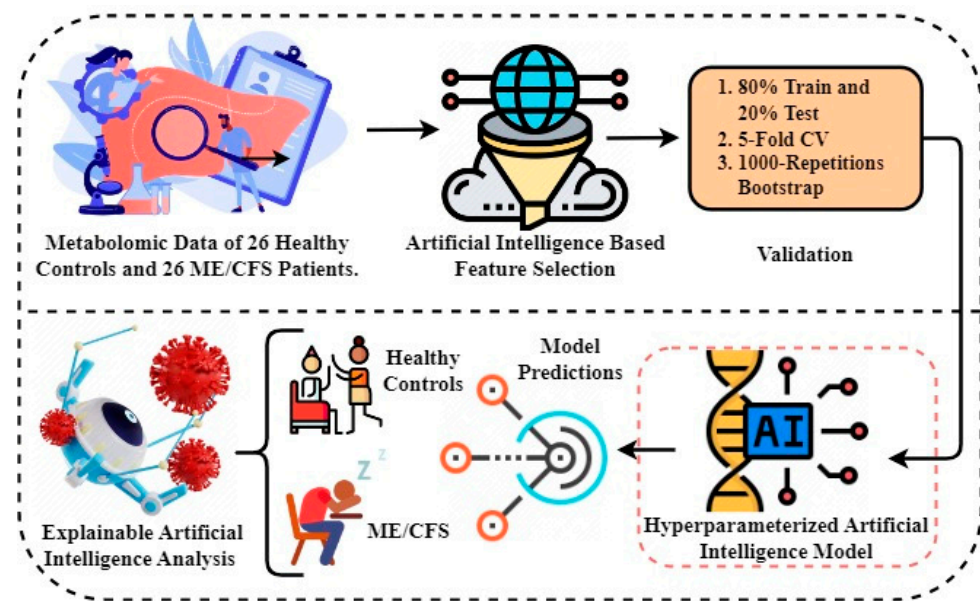 Metabolomic Data of 26 Healthy
Controls and 26 ME/CFS Patients.
Artificial Intelligence Based
Feature Selection
1. 80% Train and
20% Test
2. 5-Fold CV
3. 1000-Repetitions
Bootstrap
Validation
AI
Hyperparameterized Artificial
Intelligence Model
Model
Predictions
Healthy
Controls
z z
ME/CFS
Explainable Artificial
Intelligence Analysis